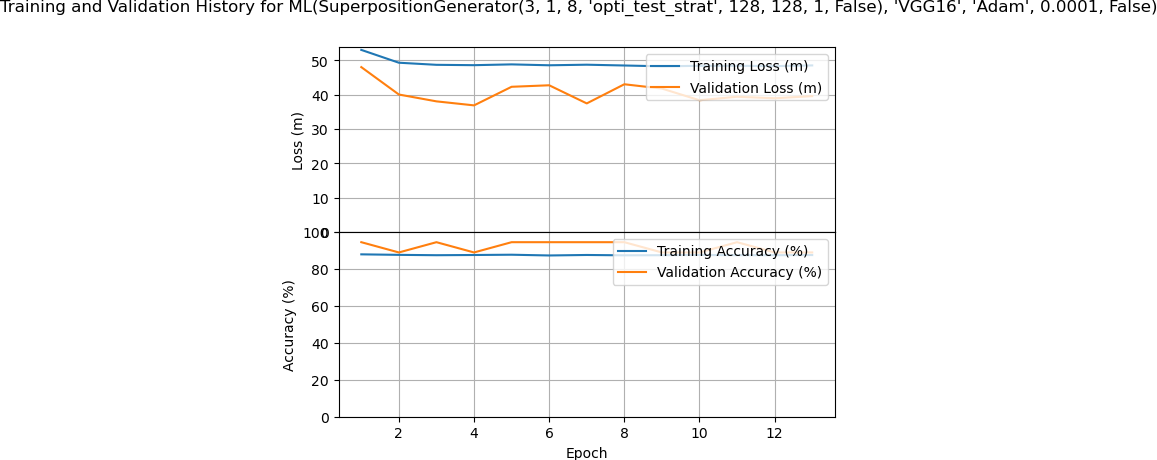 Training and Validation History for ML(SuperpositionGenerator(3, 1, 8, 'opti_test_strat', 128, 128, 1, False), 'VGG16', 'Adam', 0.0001, False)
50
40
30
20
10
0
Loss (m)
Training Loss (m)
Validation Loss (m)
100
80
60
40
20
0
Accuracy (%)
Training Accuracy (%)
Validation Accuracy (%)
2 4 6 8 10 12
Epoch